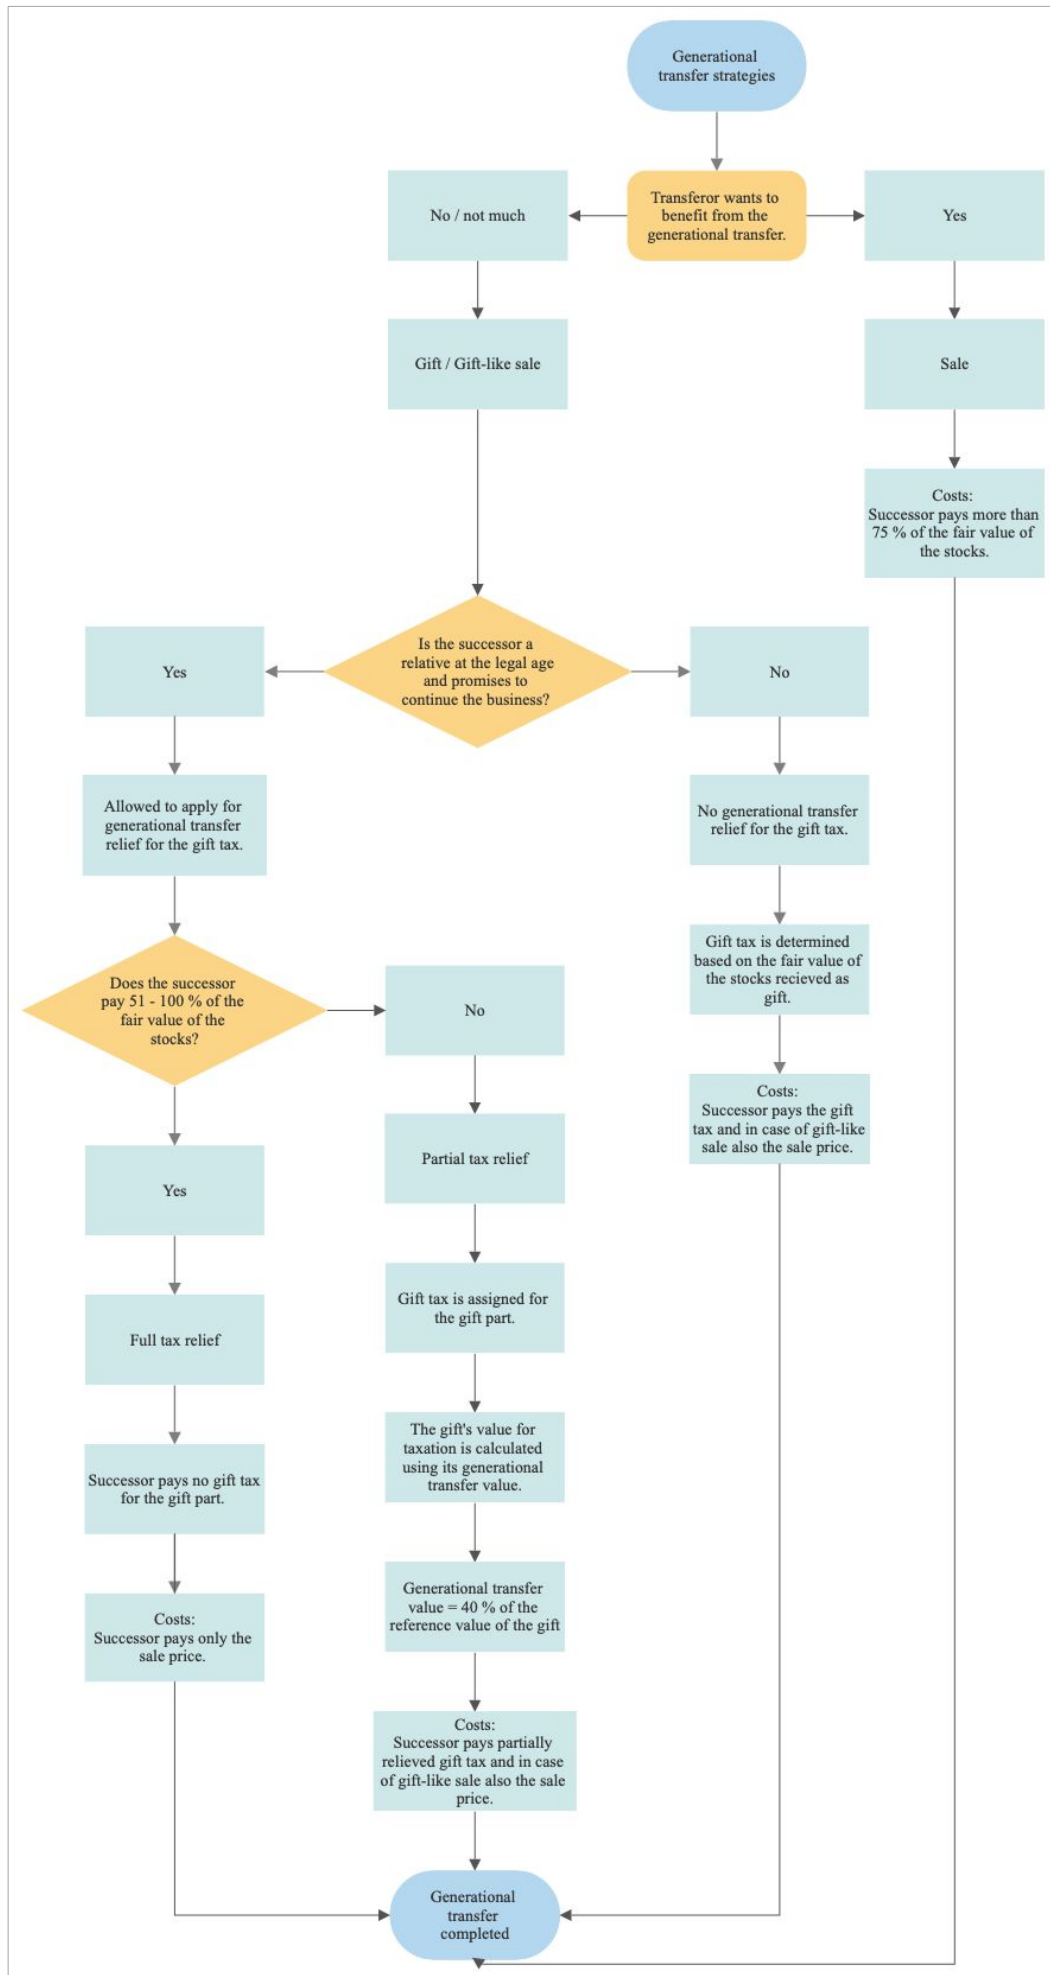 Generational
transfer strategies
Transferor wants to
benefit from the
generational transfer.
No / not much
Yes
Gift / Gift-like sale
Sale
Costs:
Successor pays more than
75 % of the fair value of
the stocks.
Is the successor a
relative at the legal age
and promises to
continue the business?
Yes
No
Allowed to apply for
generational transfer
relief for the gift tax.
No generational transfer
relief for the gift tax.
Gift tax is determined
based on the fair value of
the stocks recieved as
gift.
Costs:
Successor pays the gift
tax and in case of gift-like
sale also the sale price.
Does the successor
pay 51 - 100 % of the
fair value of the
stocks?
No
Yes
Partial tax relief
Full tax relief
Gift tax is assigned for
the gift part.
Successor pays no gift tax
for the gift part.
The gift's value for
taxation is calculated
using its generational
transfer value.
Costs:
Successor pays only the
sale price.
Generational transfer
value = 40 % of the
reference value of the gift
Costs:
Successor pays partially
relieved gift tax and in case
of gift-like sale also the sale
price.
Generational
transfer
completed